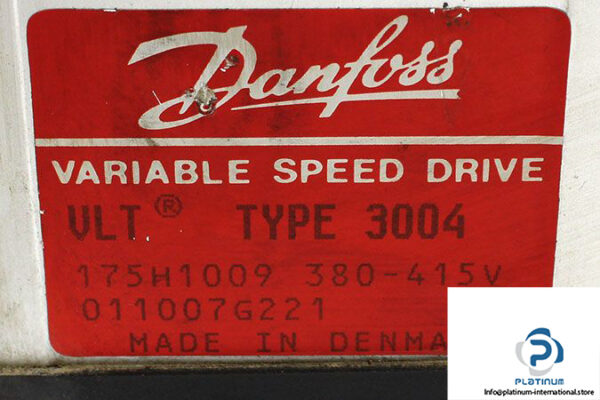 Danfoss
VARIABLE SPEED DRIVE
VLT® TYPE 3004
175H1009 380-415V
011007G221
MADE IN DENMA
PLATINUM
info@platinum-international.store